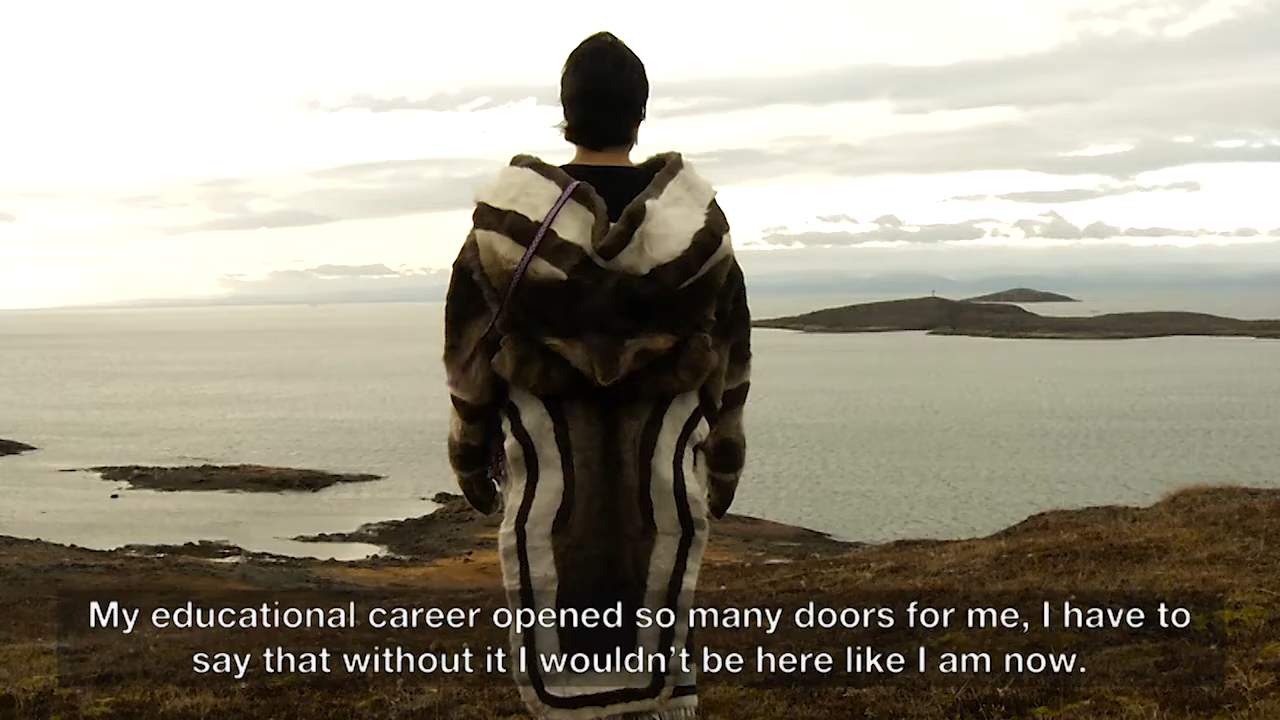 My educational career opened so many doors for me, I have to
say that without it I wouldn't be here like I am now.